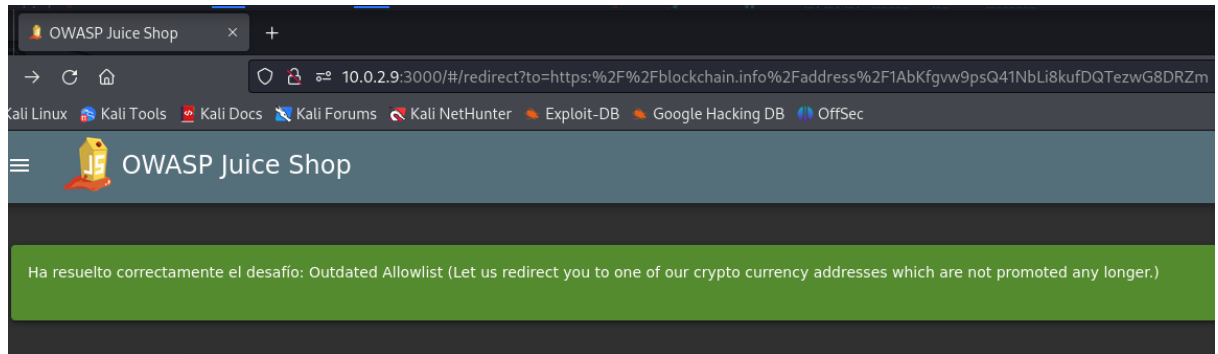 OWASP Juice Shop
10.0.2.9:3000/#/redirect?to=https:%2F%2Fblockchain.info%2Faddress%2F1AbKfgvw9psQ41NbLi8kufDQTezwG8DRZm
Kali Linux Kali Tools Kali Docs Kali Forums Kali NetHunter Exploit-DB Google Hacking DB OffSec
JS OWASP Juice Shop
Ha resuelto correctamente el desafío: Outdated Allowlist (Let us redirect you to one of our crypto currency addresses which are not promoted any longer.)